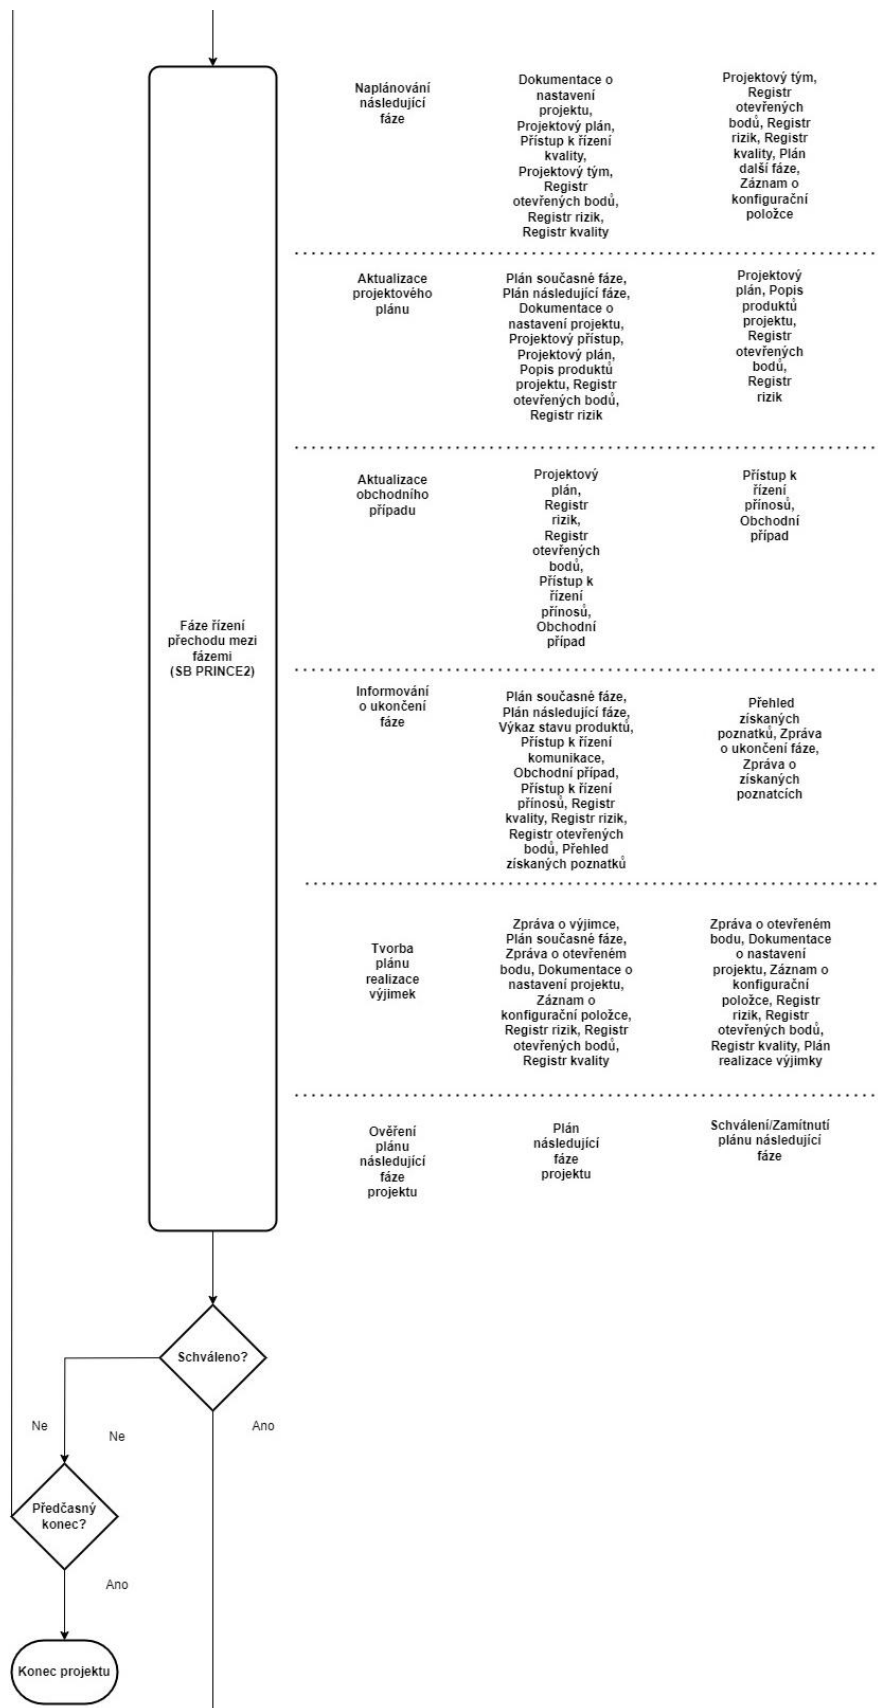 Naplánování
následující
fáze
Dokumentace o
nastavení
projektu,
Projektový plán,
Přístup k řízení
kvality,
Projektový tým,
Registr
otevřených bodů,
Registr rizik,
Registr kvality
Projektový tým,
Registr
otevřených
bodů, Registr
rizik, Registr
kvality, Plán
další fáze,
Záznam o
konfigurační
položce
Aktualizace
projektového
plánu
Plán současné fáze,
Plán následující fáze,
Dokumentace o
nastavení projektu,
Projektový přístup,
Projektový plán,
Popis produktů
projektu, Registr
otevřených bodů,
Registr rizik
Projektový
plán, Popis
produktů
projektu,
Registr
otevřených
bodů,
Registr
rizik
Aktualizace
obchodního
případu
Projektový
plán,
Registr
rizik,
Registr
otevřených
bodů,
Přístup k
řízení
přínosů,
Obchodní
případ
Přístup k
řízení
přínosů,
Obchodní
případ
Fáze řízení
přechodu mezi
fázemi
(SB PRINCE2)
Informování
o ukončení
fáze
Plán současné fáze,
Plán následující fáze,
Výkaz stavu produktů,
Přístup k řízení
komunikace,
Obchodní případ,
Přístup k řízení
přínosů, Registr
kvality, Registr rizik,
Registr otevřených
bodů, Přehled
získaných poznatků
Přehled
získaných
poznatků, Zpráva
o ukončení fáze,
Zpráva o
získaných
poznatcích
Tvorba
plánu
realizace
výjimek
Zpráva o výjimce,
Plán současné fáze,
Zpráva o otevřeném
bodu, Dokumentace o
nastavení projektu,
Záznam o
konfigurační položce,
Registr rizik, Registr
otevřených bodů,
Registr kvality
Zpráva o otevřeném
bodu, Dokumentace
o nastavení
projektu, Záznam o
konfigurační
položce, Registr
rizik, Registr
otevřených bodů,
Registr kvality, Plán
realizace výjimky
Ověření
plánu
následující
fáze
projektu
Plán
následující
fáze
projektu
Schválení/Zamítnutí
plánu následující
fáze
Schváleno?
Ne
Ne
Ano
Předčasný
konec?
Ano
Konec projektu